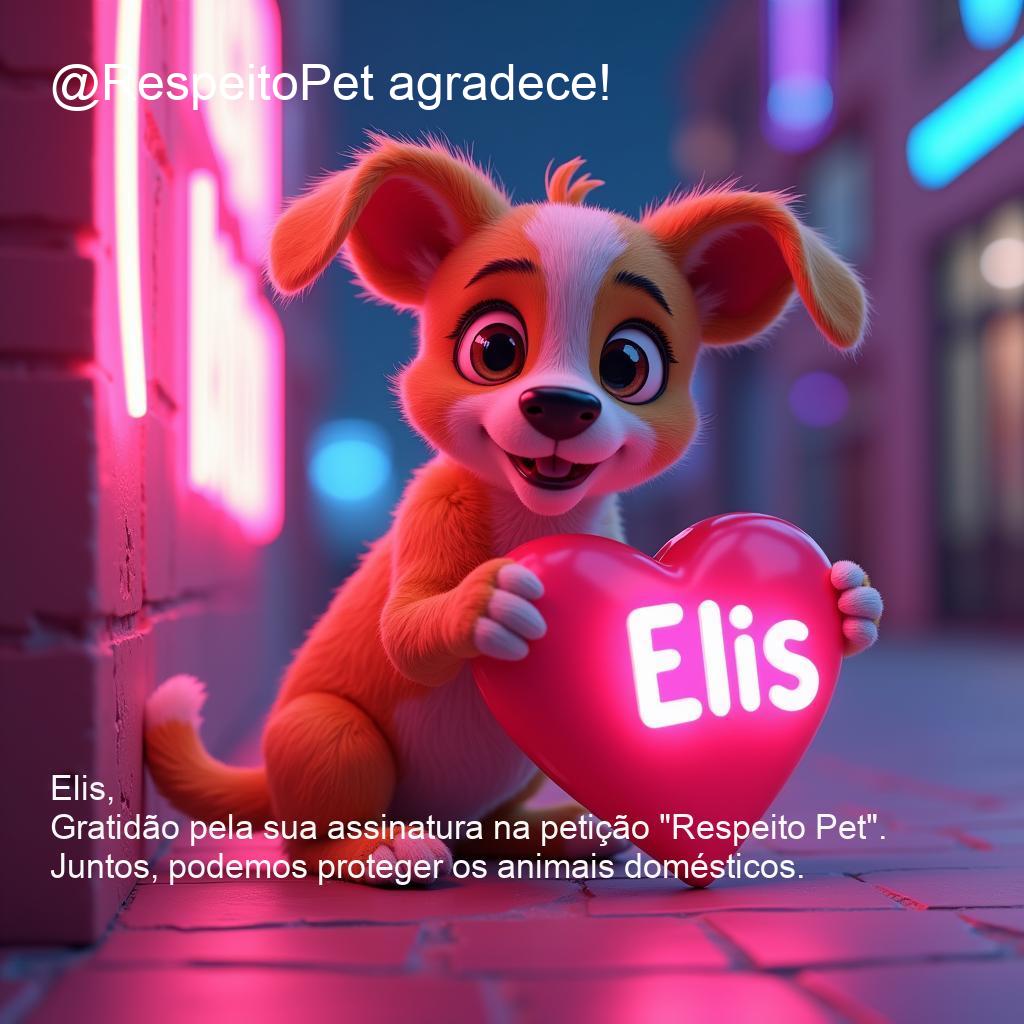 @RespeitoPet agradece!
Elis
Elis,
Gratidão pela sua assinatura na petição "Respeito Pet".
Juntos, podemos proteger os animais domésticos.